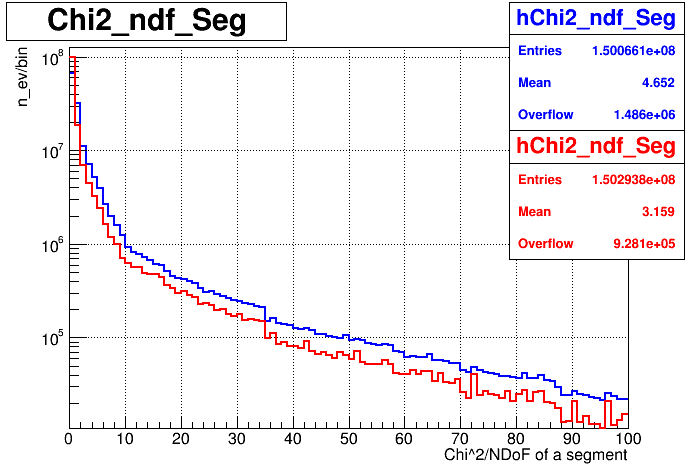 Chi2_ndf_Seg
hChi2_ndf_Seg
Entries 1.500661e+08
Mean 4.652
Overflow 1.486e+06
hChi2_ndf_Seg
Entries 1.502938e+08
Mean 3.159
Overflow 9.281e+05
n_ev/bin
10^8
10^7
10^6
10^5
0 10 20 30 40 50 60 70 80 90 100
Chi^2/NDoF of a segment